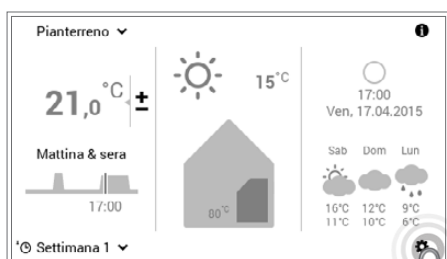 Pianterreno
21,0°C ±
Mattina & sera
17:00
Settimana 1
15°C
80°C
17:00
Ven, 17.04.2015
Sab Dom Lun
16°C 12°C 9°C
11°C 10°C 6°C